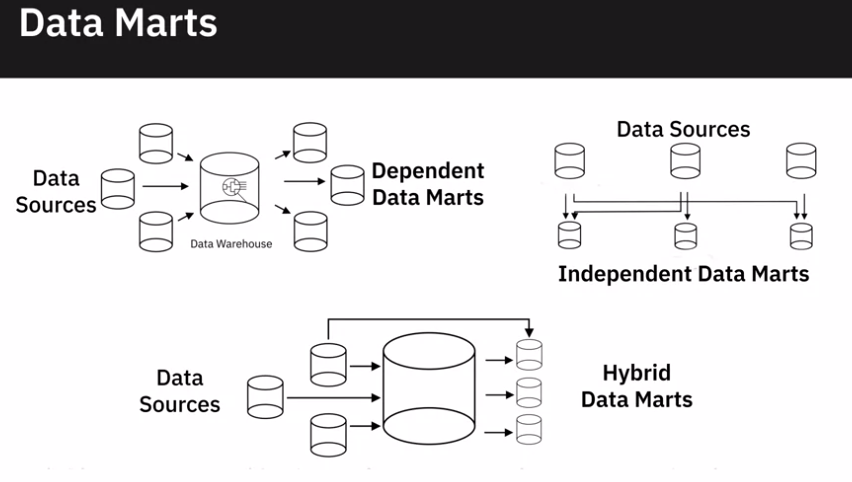 Data Marts
Data
Sources
Data Warehouse
Dependent
Data Marts
Data Sources
Independent Data Marts
Data
Sources
Hybrid
Data Marts